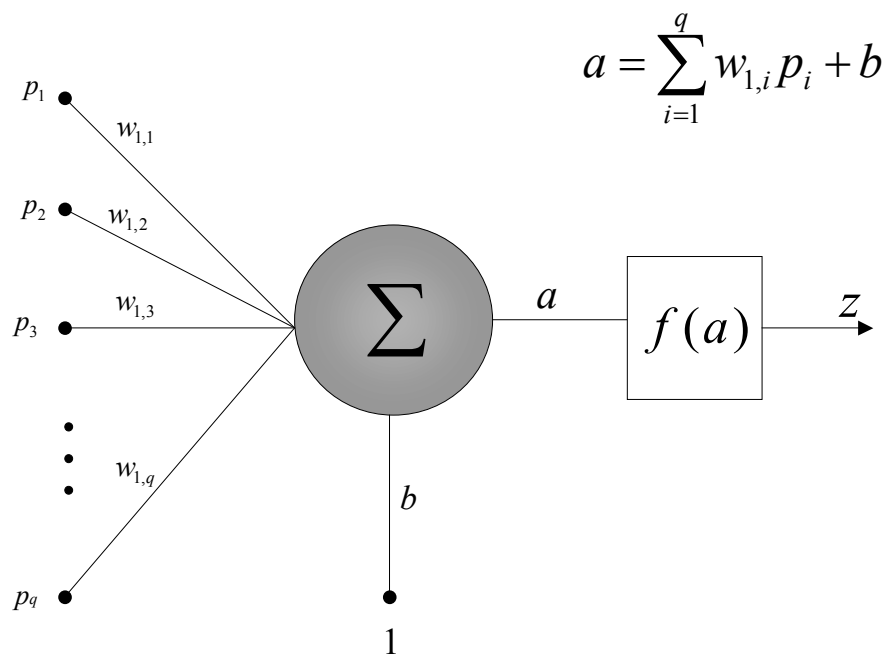 a = \sum_{i=1}^{q} w_{1,i} p_i + b
p_1
w_{1,1}
p_2
w_{1,2}
p_3
w_{1,3}
Σ
a
f(a)
z
w_{1,q}
b
p_q
1